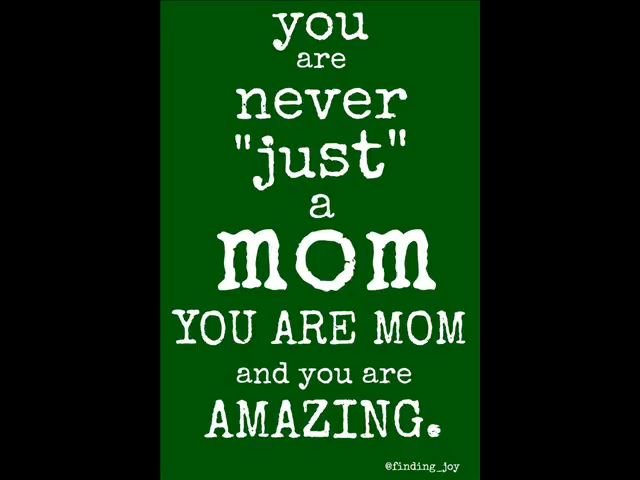 you
are
never
"just"
a
mom
YOU ARE MOM
and you are
AMAZING.
@finding_joy